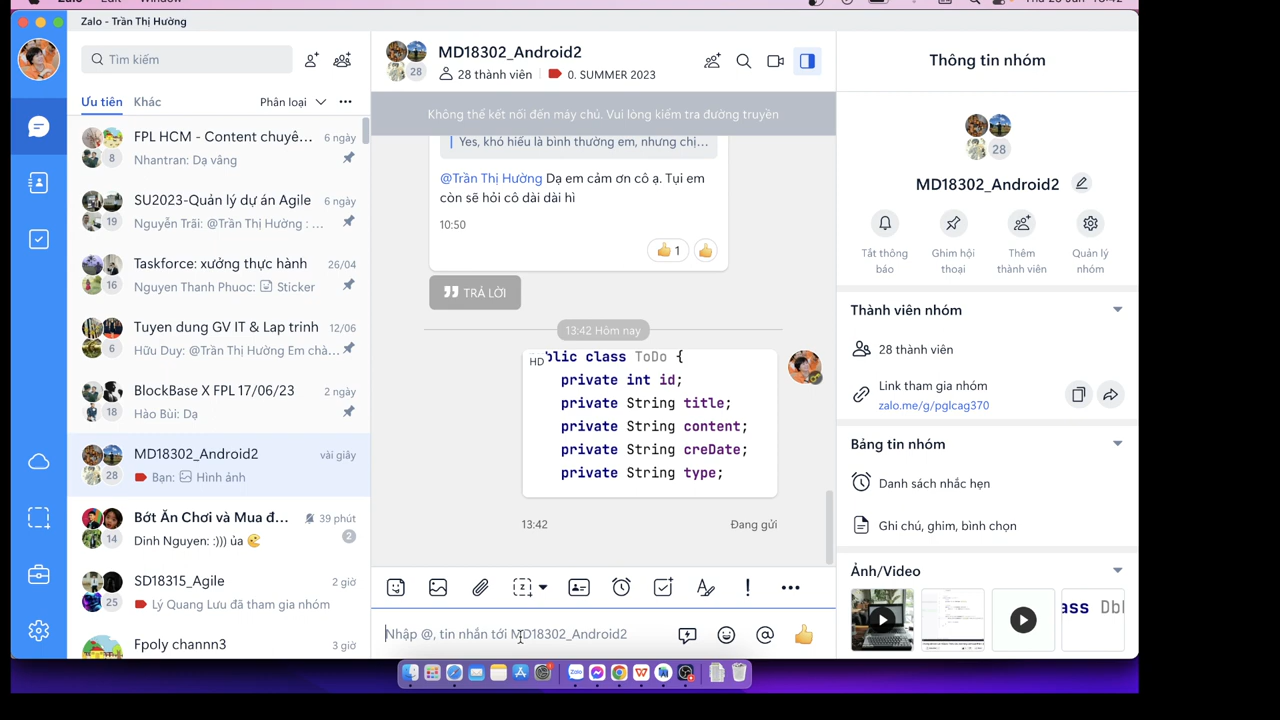 Zalo Edit Window
Zalo - Trần Thị Hường
Tìm kiếm
Ưu tiên Khác Phân loại
FPL HCM - Content chuyê... 6 ngày
8 Nhantran: Dạ vâng
SU2023-Quản lý dự án Agile 6 ngày
19 Nguyễn Trãi: @Trần Thị Hường : ...
Taskforce: xưởng thực hành 26/04
16 Nguyen Thanh Phuoc: Sticker
Tuyen dung GV IT & Lap trinh 12/06
6 Hữu Duy: @Trần Thị Hường Em chà...
BlockBase X FPL 17/06/23 2 ngày
18 Hào Bùi: Dạ
MD18302_Android2 vài giây
28 Bạn: Hình ảnh
Bớt Ăn Chơi và Mua đ... 39 phút
14 Dinh Nguyen: :))) ủa 2
SD18315_Agile 2 giờ
25 Lý Quang Lưu đã tham gia nhóm
Fpoly channn3 3 giờ
MD18302_Android2
28 28 thành viên 0. SUMMER 2023
Không thể kết nối đến máy chủ. Vui lòng kiểm tra đường truyền
Yes, khó hiểu là bình thường em, nhưng chị...
@Trần Thị Hường Dạ em cảm ơn cô ạ. Tụi em
còn sẽ hỏi cô dài dài hì
10:50
1
TRẢ LỜI
13:42 Hôm nay
HD
blic class ToDo {
private int id;
private String title;
private String content;
private String creDate;
private String type;
13:42 Đang gửi
Nhập @, tin nhắn tới MD18302_Android2
Thông tin nhóm
28
MD18302_Android2
Tắt thông báo
Ghim hội thoại
Thêm thành viên
Quản lý nhóm
Thành viên nhóm
28 thành viên
Link tham gia nhóm
zalo.me/g/pglcag370
Bảng tin nhóm
Danh sách nhắc hẹn
Ghi chú, ghim, bình chọn
Ảnh/Video
ass Db